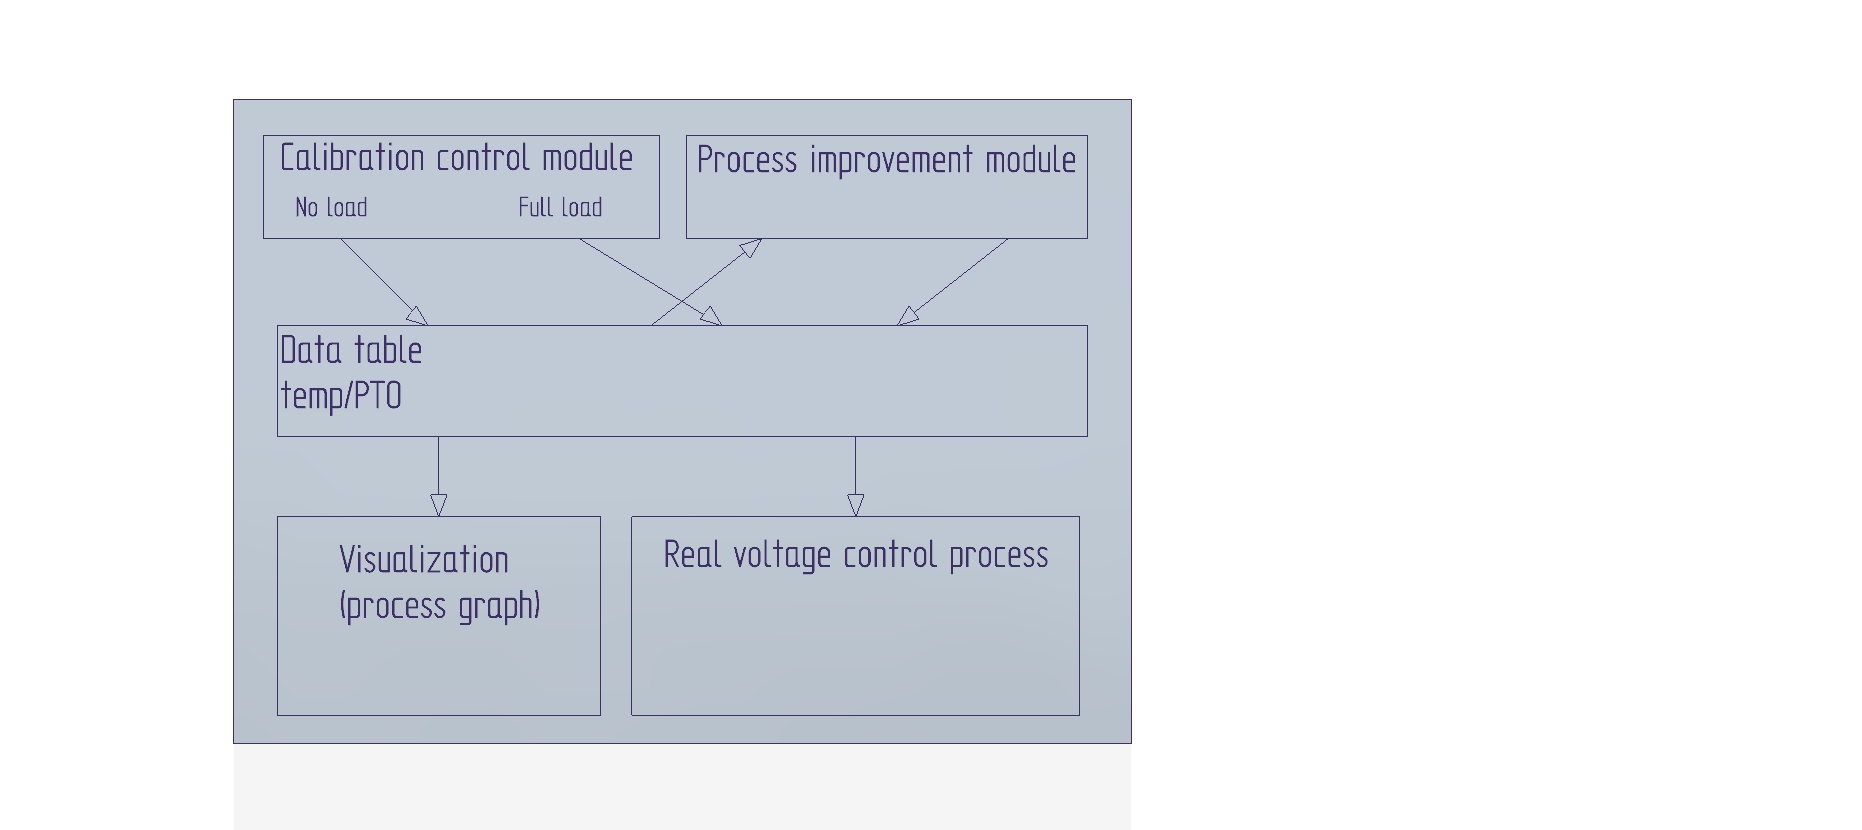 Calibration control module
No load
Full load
Process improvement module
Data table
temp/PTO
Visualization
(process graph)
Real voltage control process